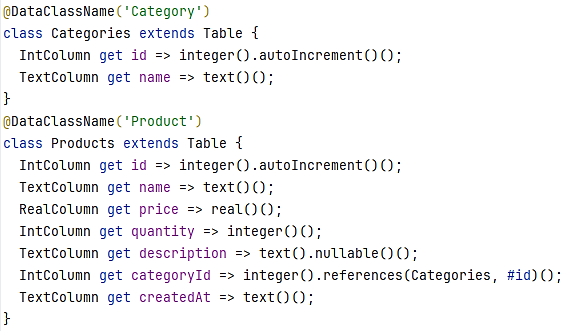 @DataClassName('Category')
class Categories extends Table {
  IntColumn get id => integer().autoIncrement()();
  TextColumn get name => text()();
}
@DataClassName('Product')
class Products extends Table {
  IntColumn get id => integer().autoIncrement()();
  TextColumn get name => text()();
  RealColumn get price => real()();
  IntColumn get quantity => integer()();
  TextColumn get description => text().nullable()();
  IntColumn get categoryId => integer().references(Categories, #id)();
  TextColumn get createdAt => text()();
}